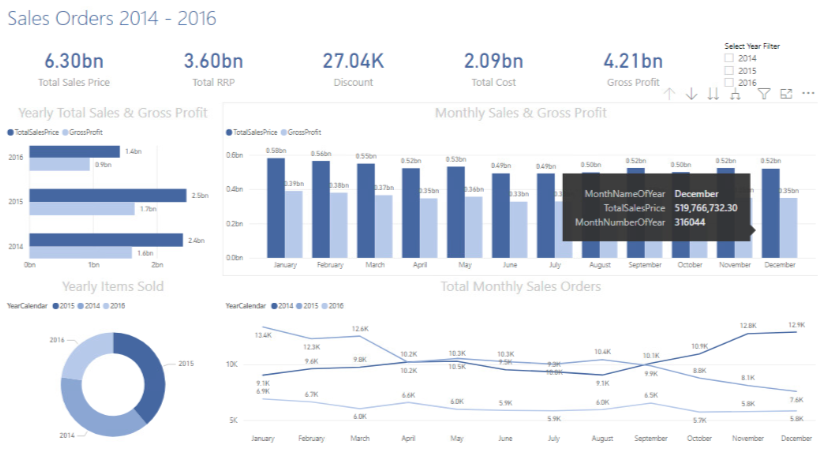 Sales Orders 2014 - 2016
6.30bn 3.60bn 27.04K 2.09bn 4.21bn
Total Sales Price Total RRP Discount Total Cost Gross Profit
Select Year Filter
2014
2015
2016
Yearly Total Sales & Gross Profit
TotalSalesPrice GrossProfit
2016 1.4bn
0.9bn
2015 2.5bn
1.7bn
2014 2.4bn
1.6bn
0bn 1bn 2bn
Monthly Sales & Gross Profit
TotalSalesPrice GrossProfit
0.6bn
0.4bn
0.2bn
0.0bn
0.58bn 0.56bn 0.55bn 0.52bn 0.53bn 0.49bn 0.49bn 0.50bn 0.52bn 0.50bn 0.52bn 0.52bn
0.39bn 0.38bn 0.37bn 0.35bn 0.36bn 0.33bn 0.35bn
MonthNameOfYear December
TotalSalesPrice 519,766,732.30
MonthNumberOfYear 316044
January February March April May June July August September October November December
Yearly Items Sold
YearCalendar 2015 2014 2016
2016
2015
2014
Total Monthly Sales Orders
YearCalendar 2014 2015 2016
10K
5K
13.4K 12.3K 12.6K 10.2K 10.3K 10.3K 10.4K 9.9K 8.8K 8.1K 7.6K
9.1K 9.6K 9.8K 10.2K 10.5K 9.5K 9.1K 10.1K 10.9K 12.8K 12.9K
6.9K 6.7K 6.0K 6.6K 6.0K 5.9K 5.9K 6.0K 6.5K 5.7K 5.8K 5.8K
January February March April May June July August September October November December